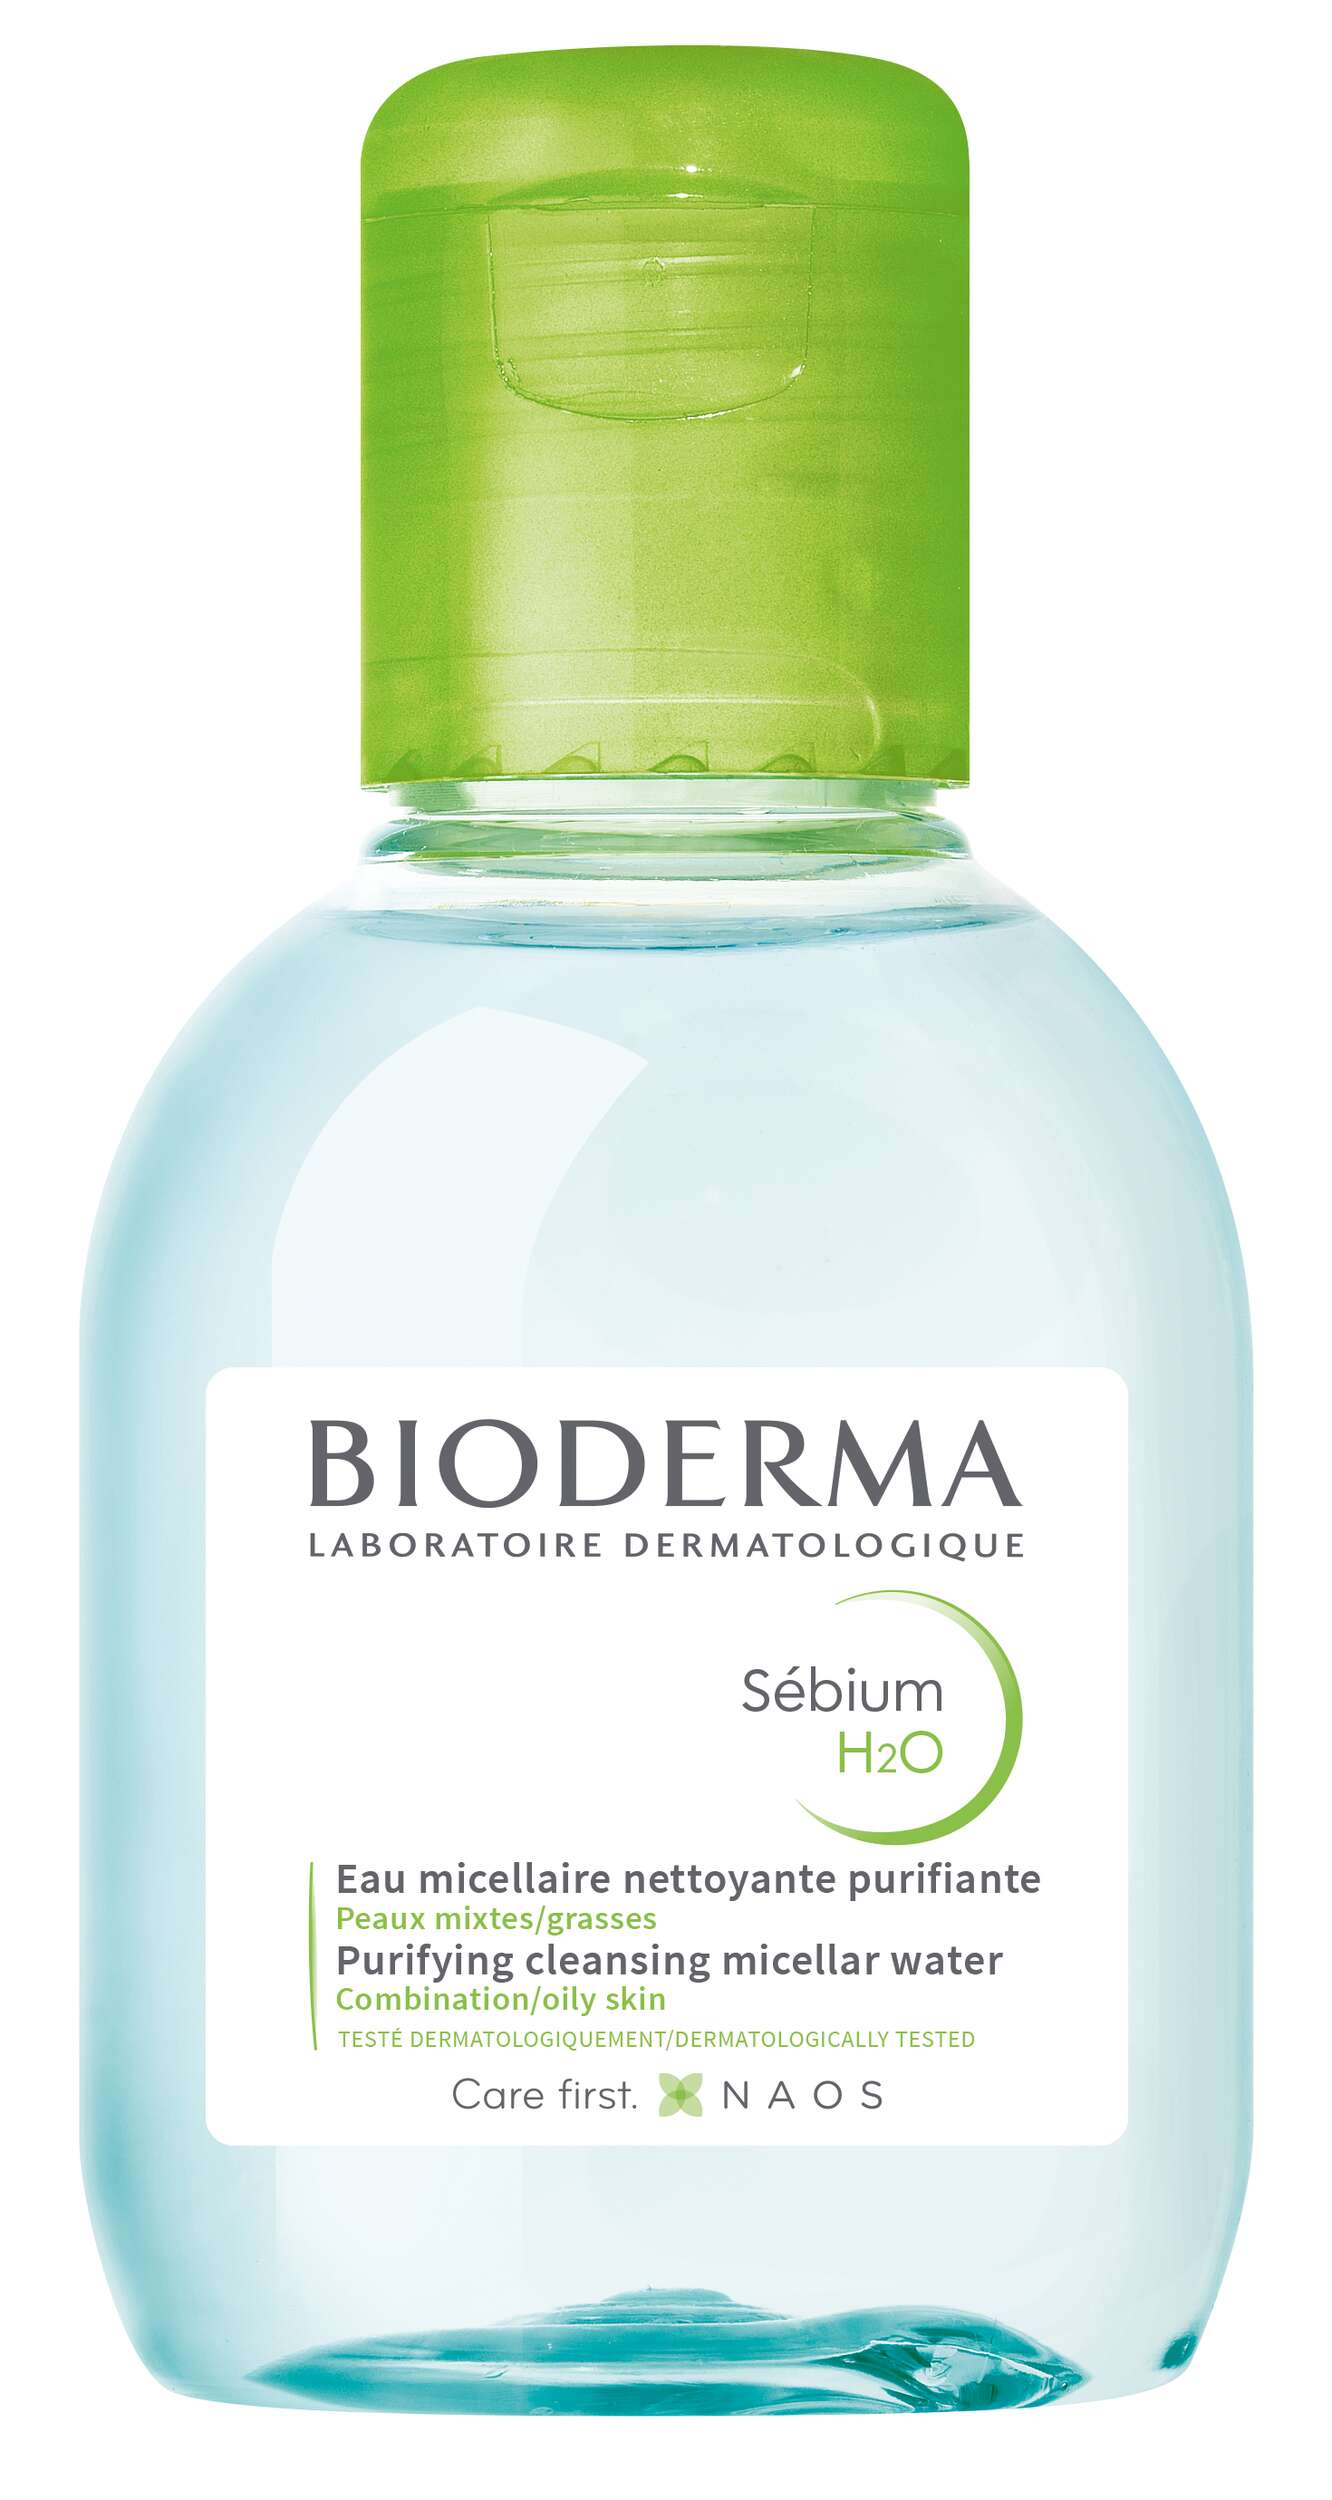 BIODERMA
LABORATOIRE DERMATOLOGIQUE
Sébium
H2O
Eau micellaire nettoyante purifiante
Peaux mixtes/grasses
Purifying cleansing micellar water
Combination/oily skin
TESTÉ DERMATOLOGIQUEMENT/DERMATOLOGICALLY TESTED
Care first. NAOS